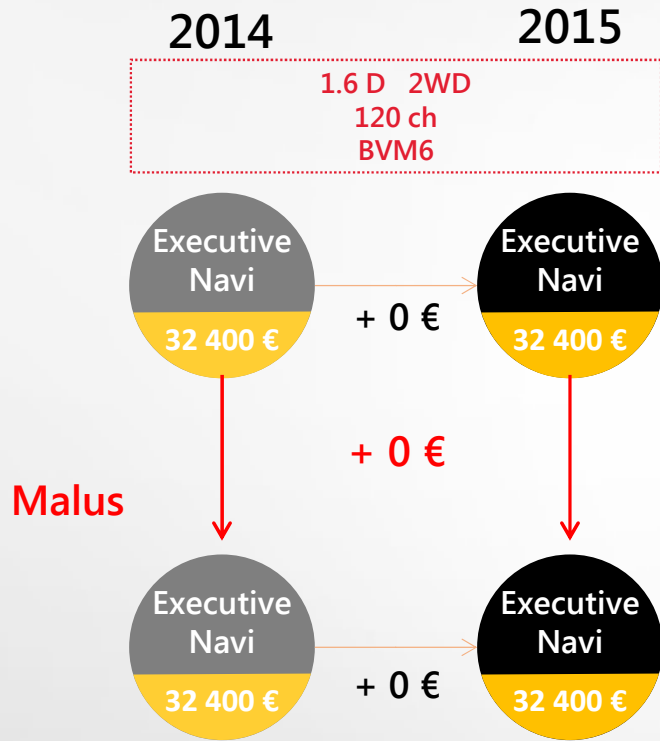 2014 2015
1.6 D 2WD
120 ch
BVM6
Executive
Navi
32 400 €
+ 0 €
Executive
Navi
32 400 €
+ 0 €
Malus
Executive
Navi
32 400 €
+ 0 €
Executive
Navi
32 400 €